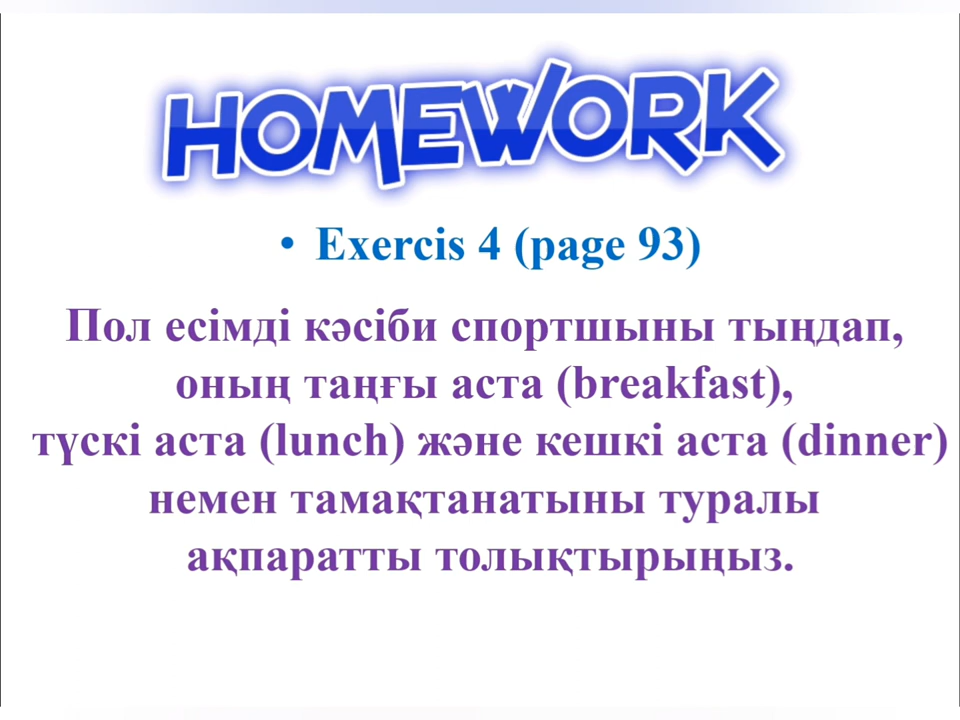 HOMEWORK
• Exercis 4 (page 93)
Пол есімді кәсіби спортшыны тыңдап,
оның таңғы аста (breakfast),
түскі аста (lunch) және кешкі аста (dinner)
немен тамақтанатыны туралы
ақпаратты толықтырыңыз.